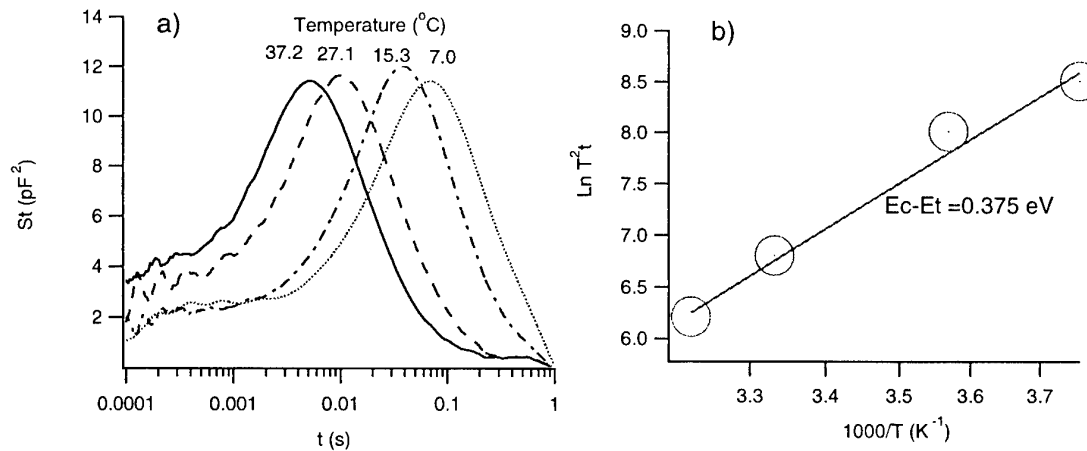 a)
Temperature (°C)
37.2 27.1 15.3 7.0
St (pF²)
14
12
10
8
6
4
2
0.0001 0.001 0.01 0.1 1
t (s)
b)
Ln T²t
9.0
8.5
8.0
7.5
7.0
6.5
6.0
Ec-Et =0.375 eV
3.3 3.4 3.5 3.6 3.7
1000/T (K⁻¹)